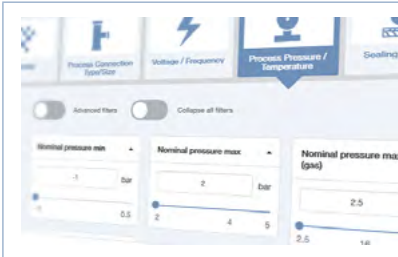 Process Connection
Type/Size
Voltage / Frequency
Process Pressure /
Temperature
Sealing
Advanced filters
Collapse all filters
Nominal pressure min
Nominal pressure max
Nominal pressure max
(gas)
-1
bar
2
bar
2.5
-1
0.5
2
4
5
2.5
16